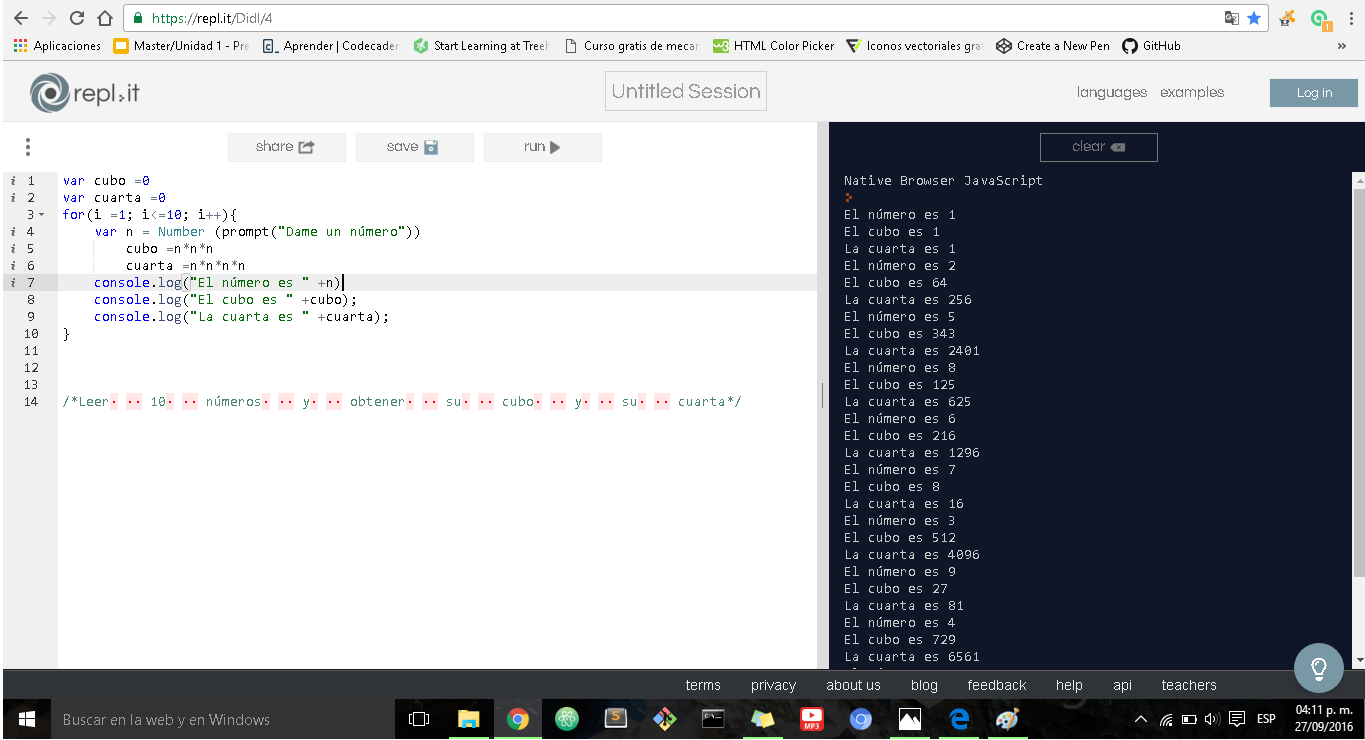 https://repl.it/Didl/4
Aplicaciones Master/Unidad 1 - Pre Aprender | Codecader Start Learning at Treeh Curso gratis de mecar HTML Color Picker Iconos vectoriales gra Create a New Pen GitHub »
repl.it Untitled Session languages examples Log in
share save run clear
1 var cubo =0
2 var cuarta =0
3 for(i =1; i<=10; i++){
4 var n = Number (prompt("Dame un número"))
5 cubo =n*n*n
6 cuarta =n*n*n*n
7 console.log("El número es " +n)
8 console.log("El cubo es " +cubo);
9 console.log("La cuarta es " +cuarta);
10 }
11
12
13
14 /*Leer· ·· 10· ·· números· ·· y· ·· obtener· ·· su· ·· cubo· ·· y· ·· su· ·· cuarta*/
Native Browser JavaScript
El número es 1
El cubo es 1
La cuarta es 1
El número es 2
El cubo es 64
La cuarta es 256
El número es 5
El cubo es 343
La cuarta es 2401
El número es 8
El cubo es 125
La cuarta es 625
El número es 6
El cubo es 216
La cuarta es 1296
El número es 7
El cubo es 8
La cuarta es 16
El número es 3
El cubo es 512
La cuarta es 4096
El número es 9
El cubo es 27
La cuarta es 81
El número es 4
El cubo es 729
La cuarta es 6561
terms privacy about us blog feedback help api teachers
Buscar en la web y en Windows MP3 ESP 04:11 p. m.
27/09/2016